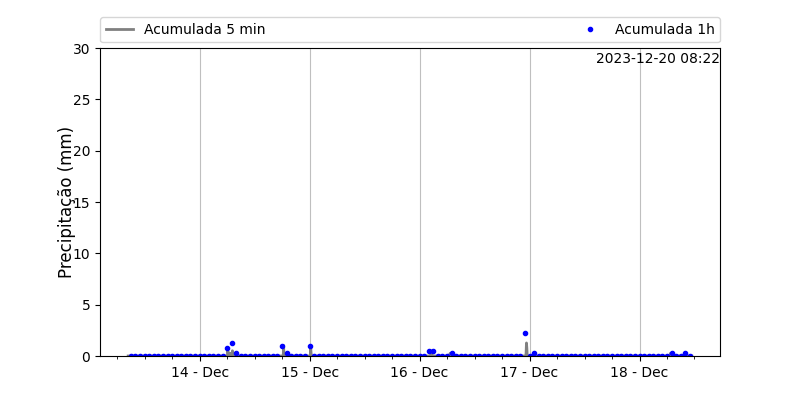 Acumulada 5 min
Acumulada 1h
2023-12-20 08:22
Precipitação (mm)
30
25
20
15
10
5
0
14 - Dec
15 - Dec
16 - Dec
17 - Dec
18 - Dec